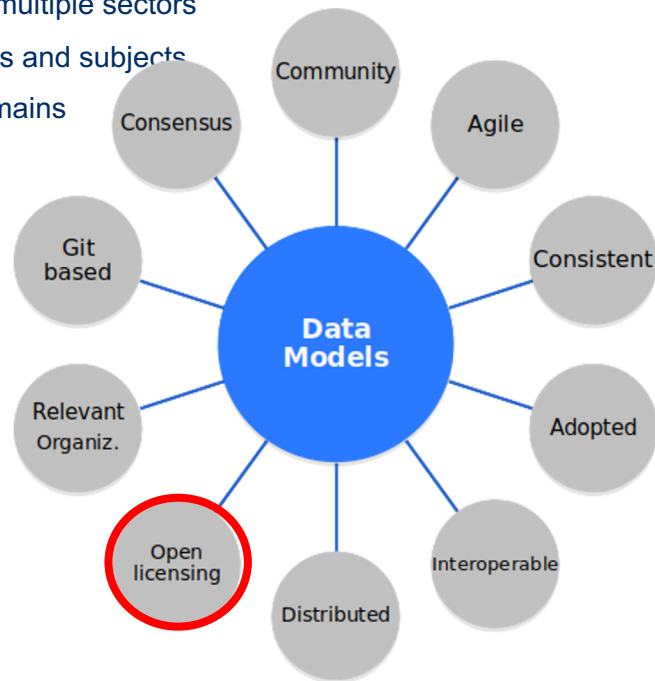 multiple sectors
s and subjects
mains
Community
Consensus
Agile
Git
based
Consistent
Data
Models
Relevant
Organiz.
Adopted
Open
licensing
Interoperable
Distributed